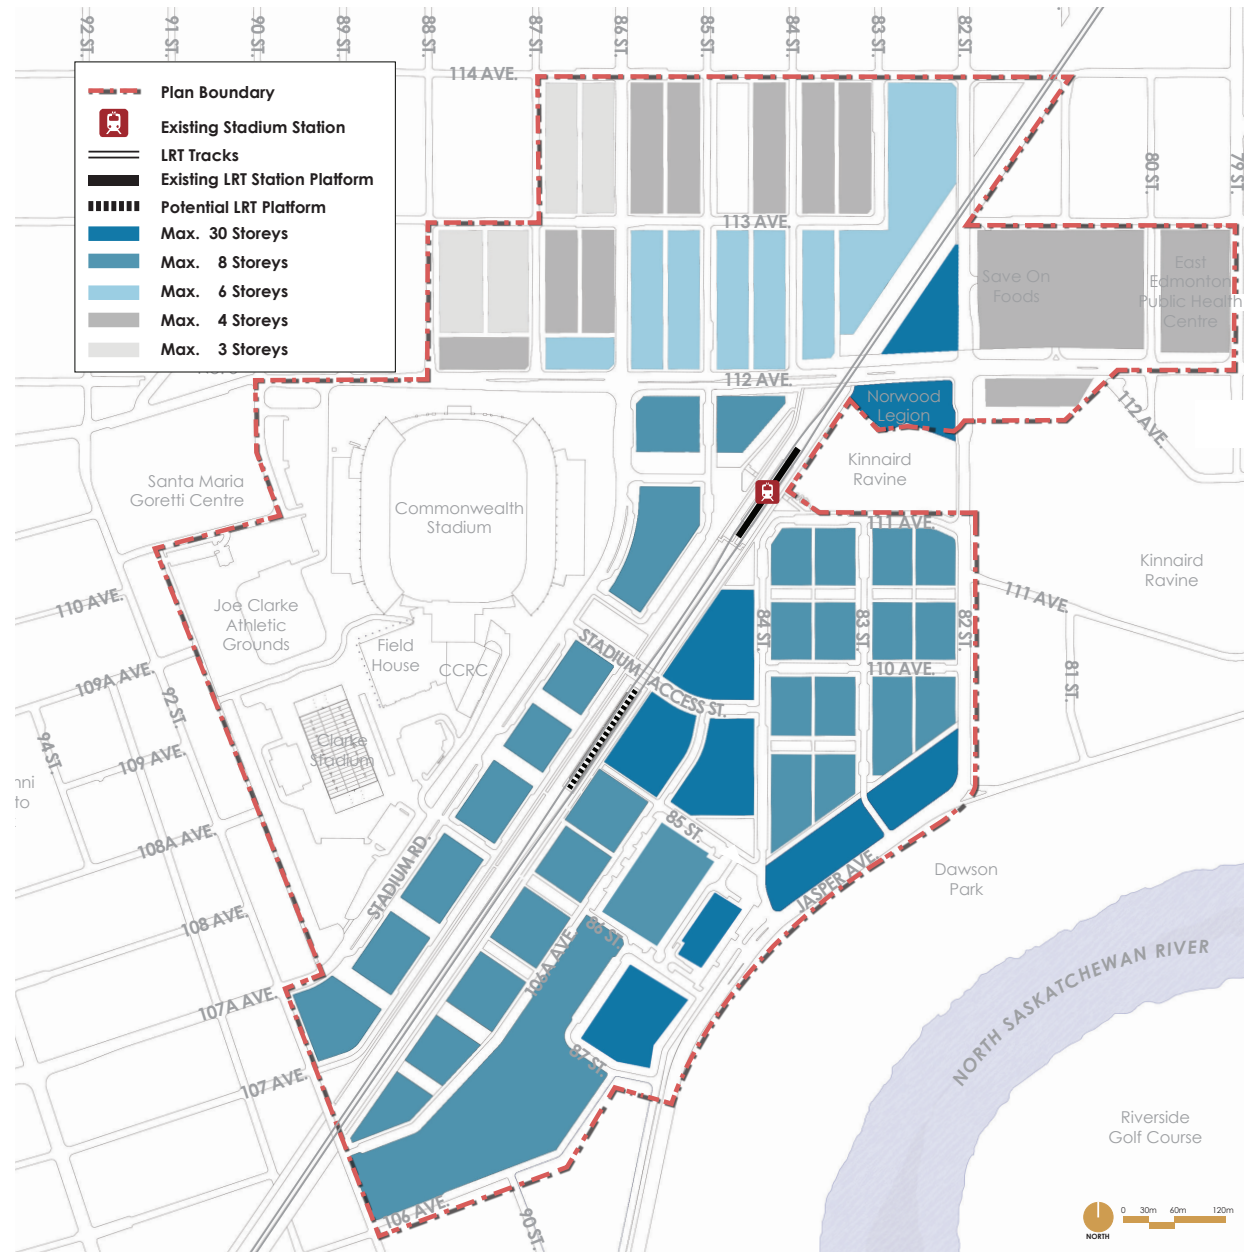 92 ST.
91 ST.
90 ST.
89 ST.
88 ST.
87 ST.
86 ST.
85 ST.
84 ST.
83 ST.
82 ST.
114 AVE.
Plan Boundary
Existing Stadium Station
LRT Tracks
Existing LRT Station Platform
Potential LRT Platform
Max. 30 Storeys
Max. 8 Storeys
Max. 6 Storeys
Max. 4 Storeys
Max. 3 Storeys
80 ST.
79 ST.
113 AVE.
Save On
Foods
East
Edmonton
Public Health
Centre
112 AVE.
Norwood
Legion
112 AVE.
Kinnaird
Ravine
Santa Maria
Goretti Centre
Commonwealth
Stadium
111 AVE.
Kinnaird
Ravine
111 AVE.
110 AVE.
Joe Clarke
Athletic
Grounds
Field
House
CCRC
STADIUM ACCESS ST.
84 ST.
83 ST.
82 ST.
110 AVE.
81 ST.
109A AVE.
92 ST.
94 ST.
109 AVE.
Clarke
Stadium
nni
to
108A AVE.
STADIUM RD.
85 ST.
JASPER AVE.
Dawson
Park
108 AVE.
86 ST.
106A AVE.
NORTH SASKATCHEWAN RIVER
107A AVE.
87 ST.
107 AVE.
Riverside
Golf Course
106 AVE.
90 ST.
0 30m 60m 120m
NORTH